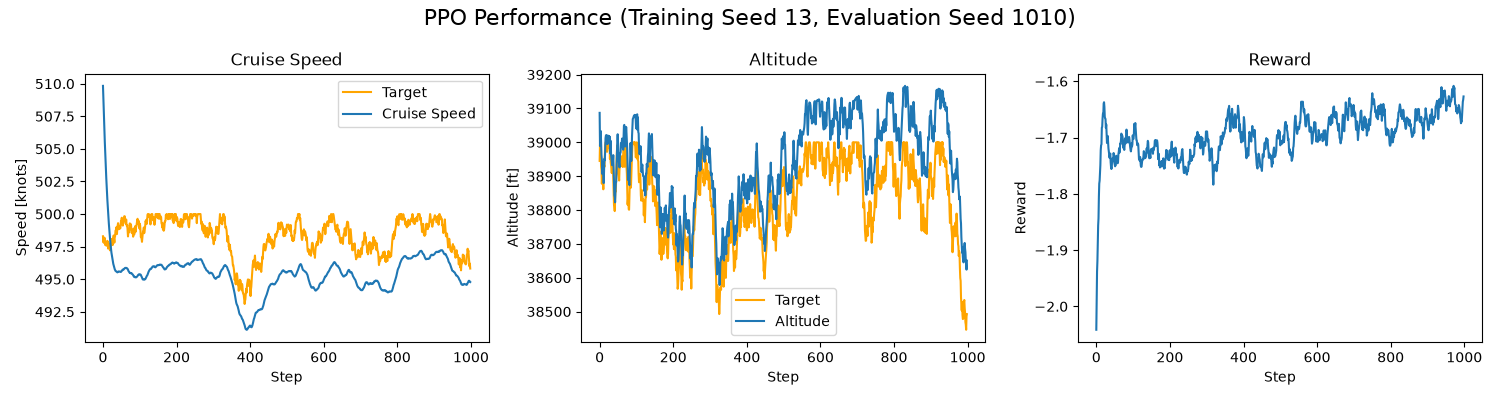 PPO Performance (Training Seed 13, Evaluation Seed 1010)
Cruise Speed
510.0
507.5
505.0
502.5
500.0
497.5
495.0
492.5
Speed [knots]
Target
Cruise Speed
0 200 400 600 800 1000
Step
Altitude
39200
39100
39000
38900
38800
38700
38600
38500
Altitude [ft]
Target
Altitude
0 200 400 600 800 1000
Step
Reward
−1.6
−1.7
−1.8
−1.9
−2.0
Reward
0 200 400 600 800 1000
Step